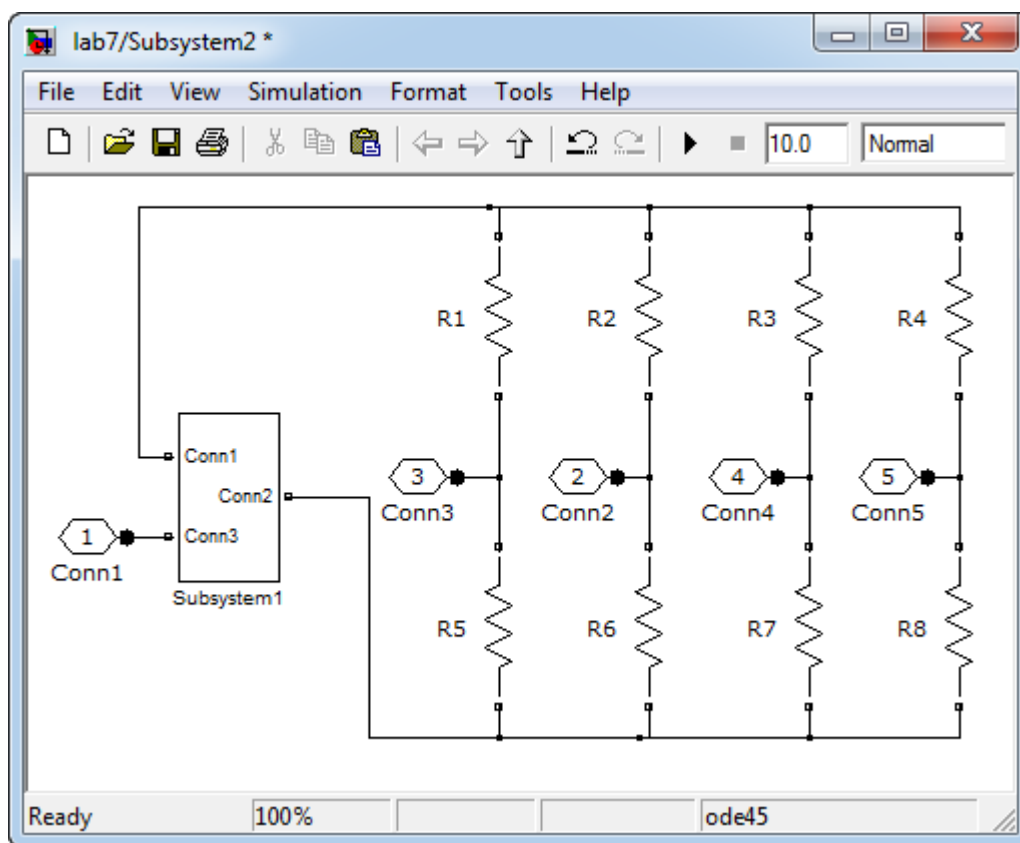 lab7/Subsystem2 *
File Edit View Simulation Format Tools Help
10.0 Normal
R1 R2 R3 R4
Conn1
Conn2
3 2 4 5
Conn3 Conn2 Conn4 Conn5
1 Conn3
Conn1
Subsystem1
R5 R6 R7 R8
Ready 100% ode45